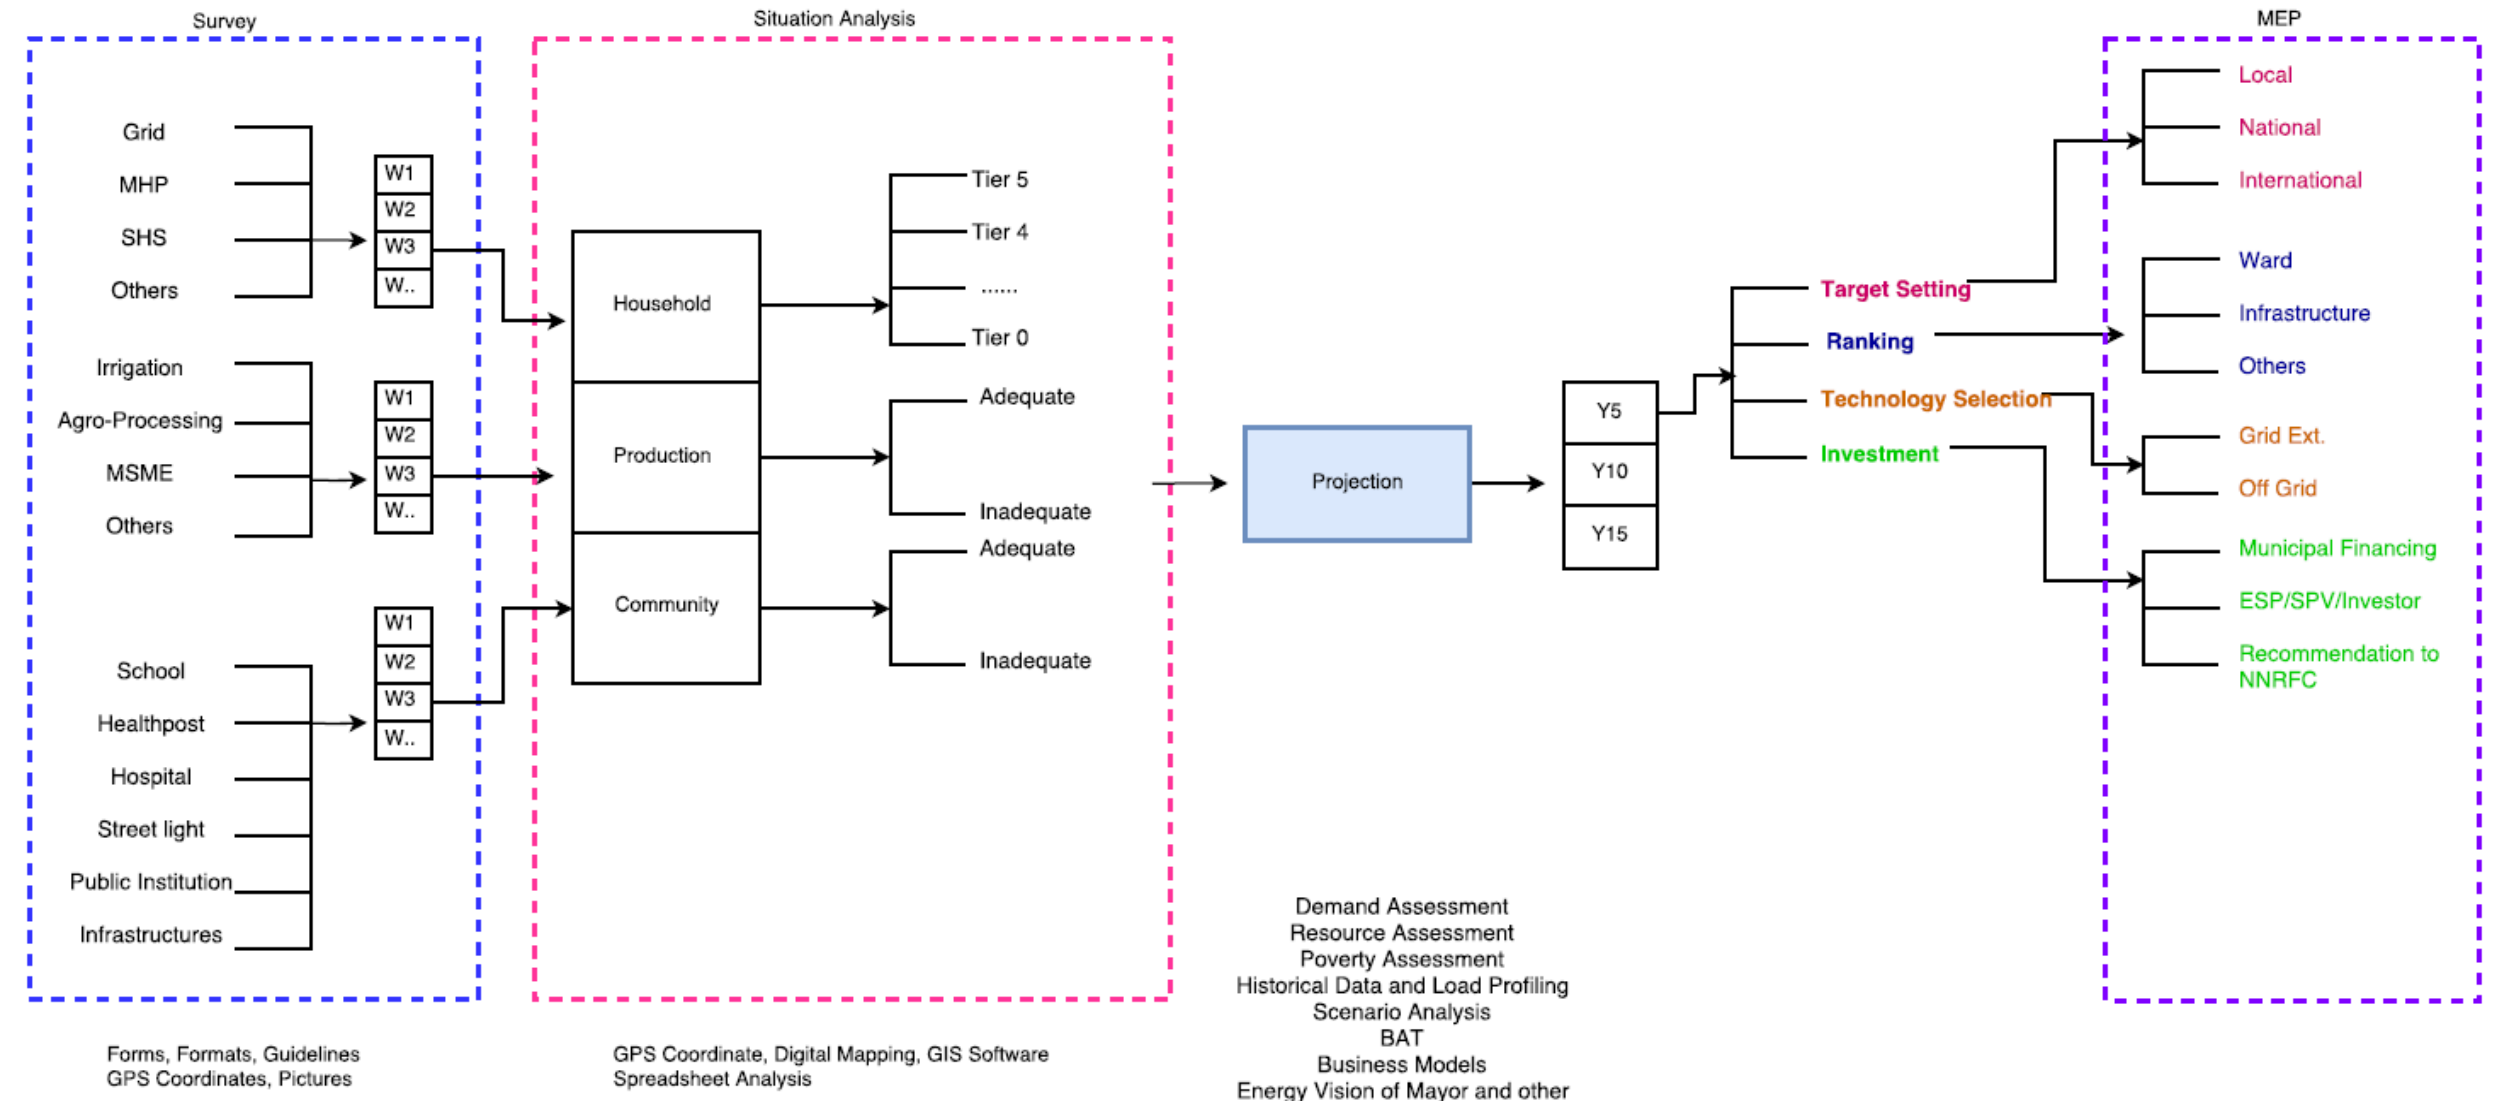 Survey
Grid
MHP
SHS
Others
W1
W2
W3
W..
Irrigation
Agro-Processing
MSME
Others
W1
W2
W3
W..
School
Healthpost
Hospital
Street light
Public Institution
Infrastructures
W1
W2
W3
W..
Forms, Formats, Guidelines
GPS Coordinates, Pictures
Situation Analysis
Household
Production
Community
Tier 5
Tier 4
......
Tier 0
Adequate
Inadequate
Adequate
Inadequate
GPS Coordinate, Digital Mapping, GIS Software
Spreadsheet Analysis
Projection
Y5
Y10
Y15
Demand Assessment
Resource Assessment
Poverty Assessment
Historical Data and Load Profiling
Scenario Analysis
BAT
Business Models
Energy Vision of Mayor and other
Target Setting
Ranking
Technology Selection
Investment
MEP
Local
National
International
Ward
Infrastructure
Others
Grid Ext.
Off Grid
Municipal Financing
ESP/SPV/Investor
Recommendation to
NNRFC